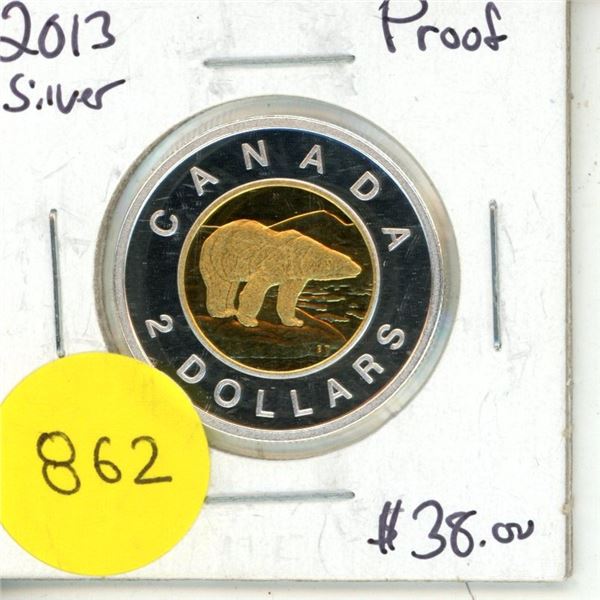 2013
Silver
Proof
CANADA
2 DOLLARS
862
$38.00